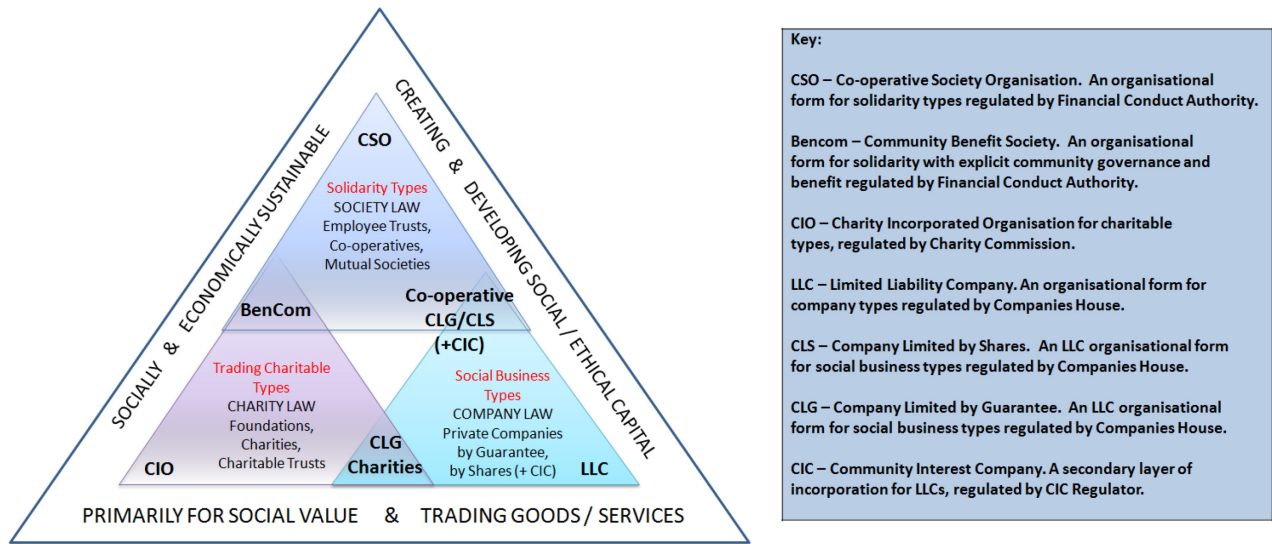 SOCIALLY & ECONOMICALLY SUSTAINABLE
CREATING & DEVELOPING SOCIAL / ETHICAL CAPITAL
CSO
Solidarity Types
SOCIETY LAW
Employee Trusts,
Co-operatives,
Mutual Societies
BenCom
Co-operative
CLG/CLS
(+CIC)
Trading Charitable
Types
CHARITY LAW
Foundations,
Charities,
Charitable Trusts
CIO
CLG
Charities
Social Business
Types
COMPANY LAW
Private Companies
by Guarantee,
by Shares (+ CIC)
LLC
PRIMARILY FOR SOCIAL VALUE & TRADING GOODS / SERVICES
Key:
CSO – Co-operative Society Organisation. An organisational
form for solidarity types regulated by Financial Conduct Authority.
Bencom – Community Benefit Society. An organisational
form for solidarity with explicit community governance and
benefit regulated by Financial Conduct Authority.
CIO – Charity Incorporated Organisation for charitable
types, regulated by Charity Commission.
LLC – Limited Liability Company. An organisational form for
company types regulated by Companies House.
CLS – Company Limited by Shares. An LLC organisational form
for social business types regulated by Companies House.
CLG – Company Limited by Guarantee. An LLC organisational
form for social business types regulated by Companies House.
CIC – Community Interest Company. A secondary layer of
incorporation for LLCs, regulated by CIC Regulator.